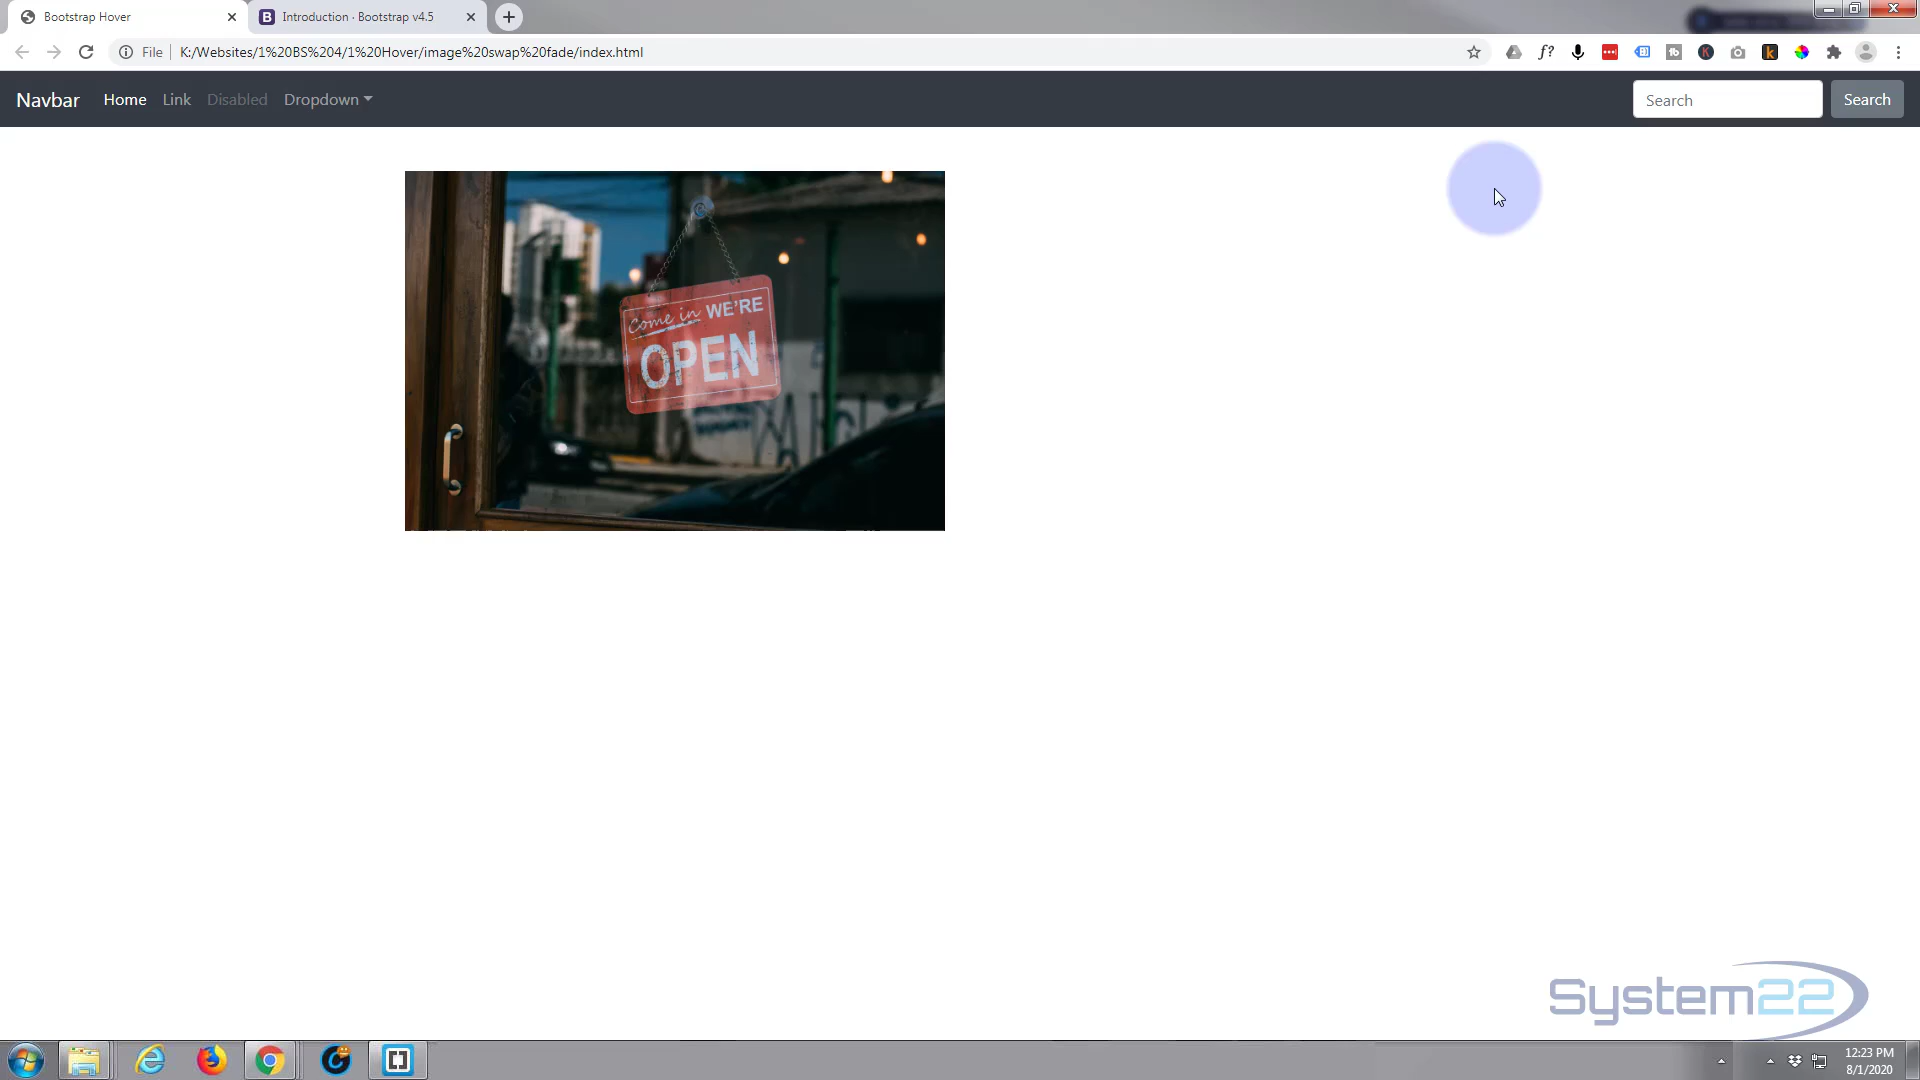 Bootstrap Hover
Introduction · Bootstrap v4.5
File
K:/Websites/1%20BS%204/1%20Hover/image%20swap%20fade/index.html
Navbar
Home
Link
Disabled
Dropdown
Search
Search
Come in WE'RE
OPEN
System22
12:23 PM
8/1/2020